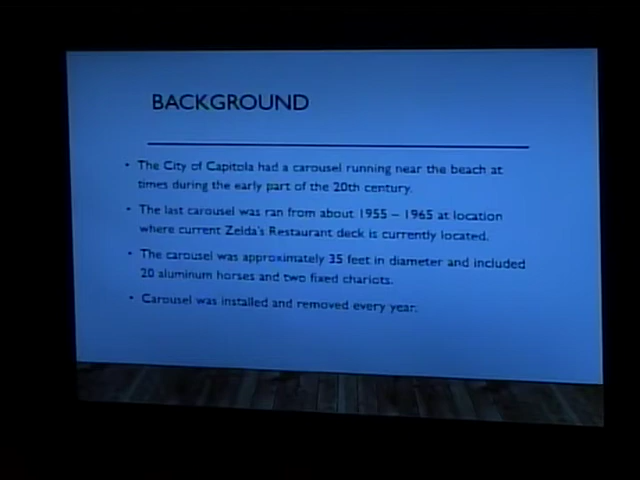 BACKGROUND
• The City of Capitola had a carousel running near the beach at
times during the early part of the 20th century.
• The last carousel was ran from about 1955 – 1965 at location
where current Zelda's Restaurant deck is currently located.
• The carousel was approximately 35 feet in diameter and included
20 aluminum horses and two fixed chariots.
• Carousel was installed and removed every year.